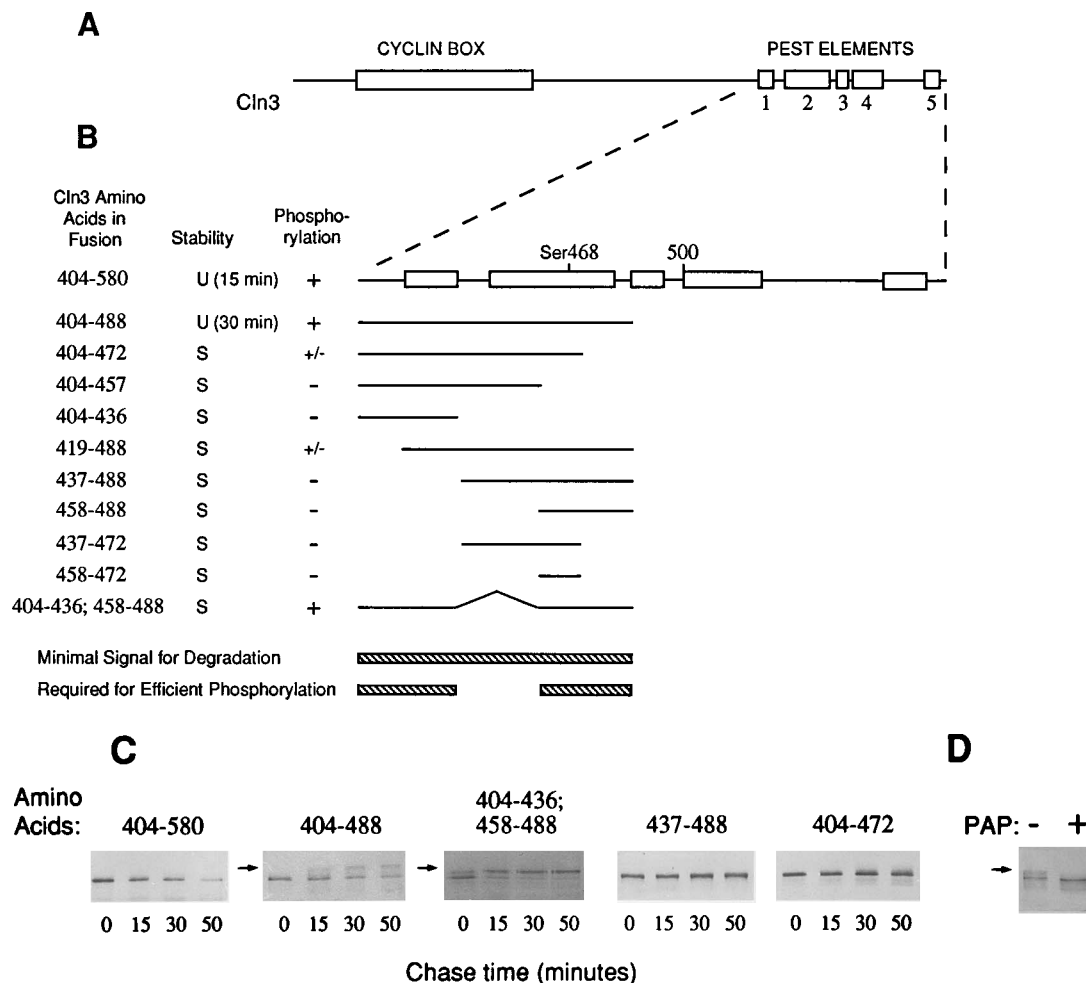 A
CYCLIN BOX PEST ELEMENTS
Cln3 1 2 3 4 5
B
Cln3 Amino
Acids in
Fusion
Stability
Phospho-
rylation
Ser468 500
404-580 U (15 min) +
404-488 U (30 min) +
404-472 S +/-
404-457 S -
404-436 S -
419-488 S +/-
437-488 S -
458-488 S -
437-472 S -
458-472 S -
404-436; 458-488 S +
Minimal Signal for Degradation
Required for Efficient Phosphorylation
C
Amino
Acids:
404-580
404-488
404-436;
458-488
437-488
404-472
0 15 30 50 0 15 30 50 0 15 30 50 0 15 30 50 0 15 30 50
Chase time (minutes)
D
PAP: - +